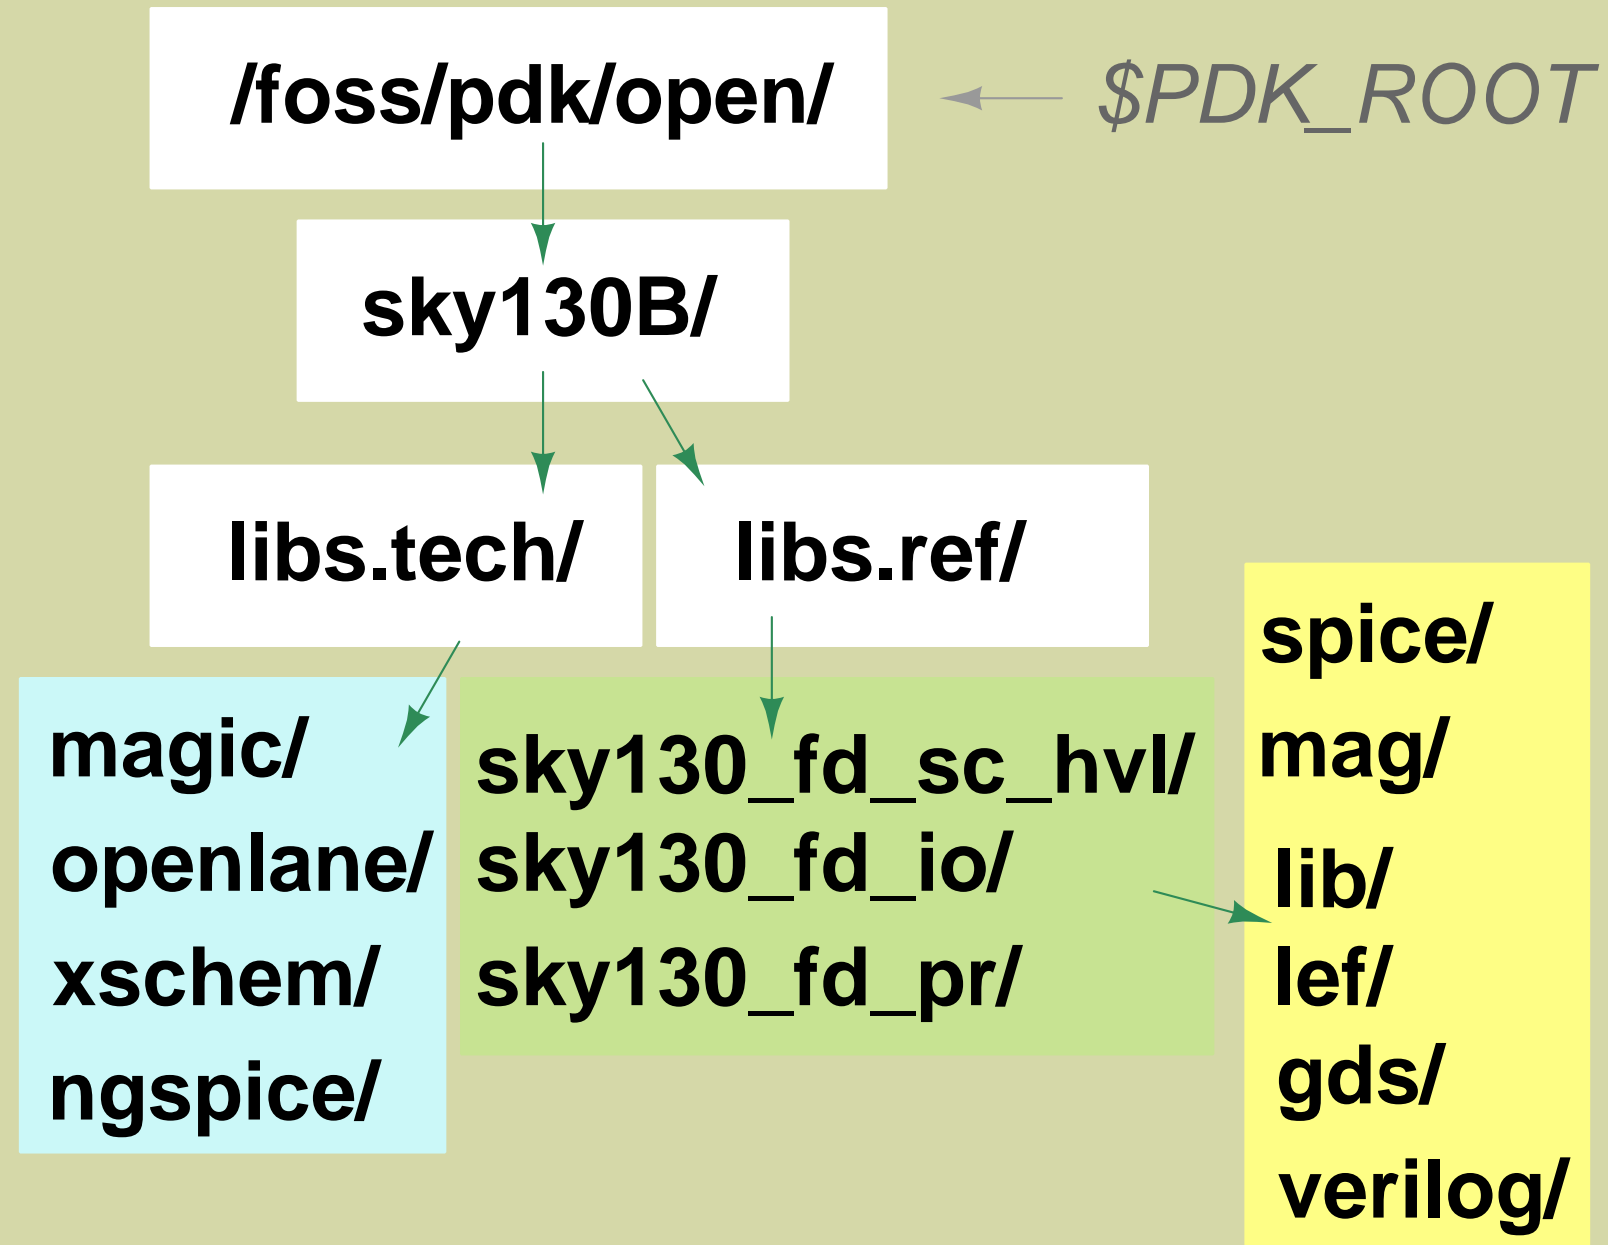 /foss/pdk/open/
$PDK_ROOT
sky130B/
libs.tech/
libs.ref/
magic/
openlane/
xschem/
ngspice/
sky130_fd_sc_hvl/
sky130_fd_io/
sky130_fd_pr/
spice/
mag/
lib/
lef/
gds/
verilog/